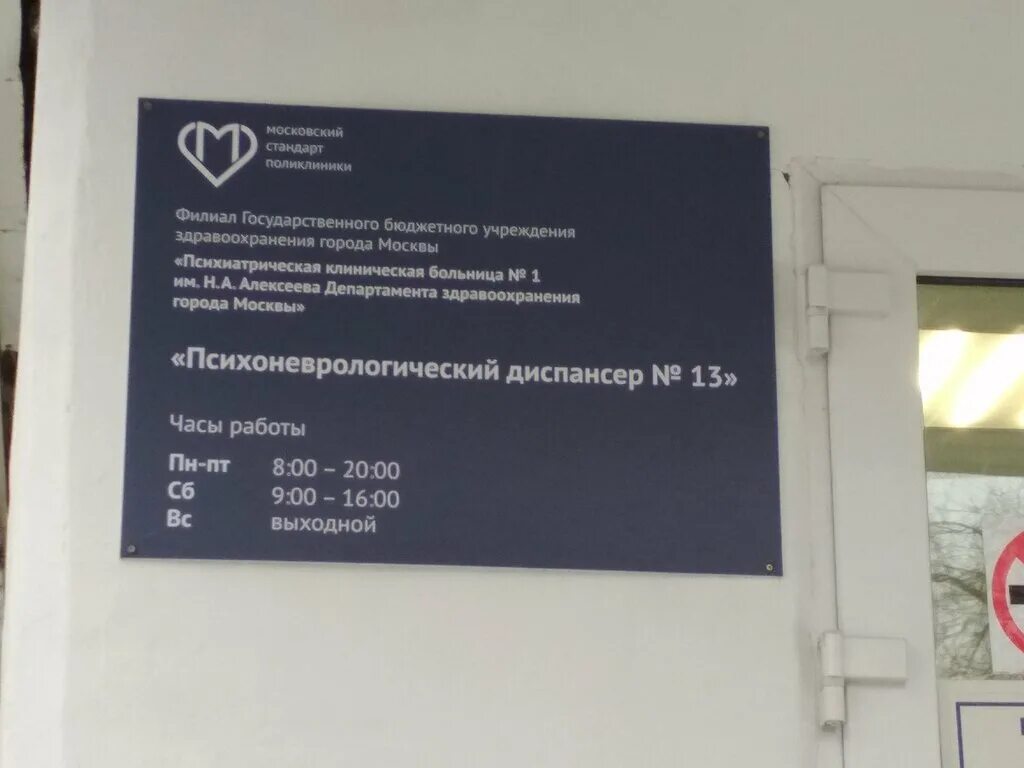 московский
стандарт
поликлиники
Филиал Государственного бюджетного учреждения
здравоохранения города Москвы
«Психиатрическая клиническая больница № 1
им. Н.А. Алексеева Департамента здравоохранения
города Москвы»
«Психоневрологический диспансер № 13»
Часы работы
Пн-пт 8:00 – 20:00
Сб 9:00 – 16:00
Вс выходной